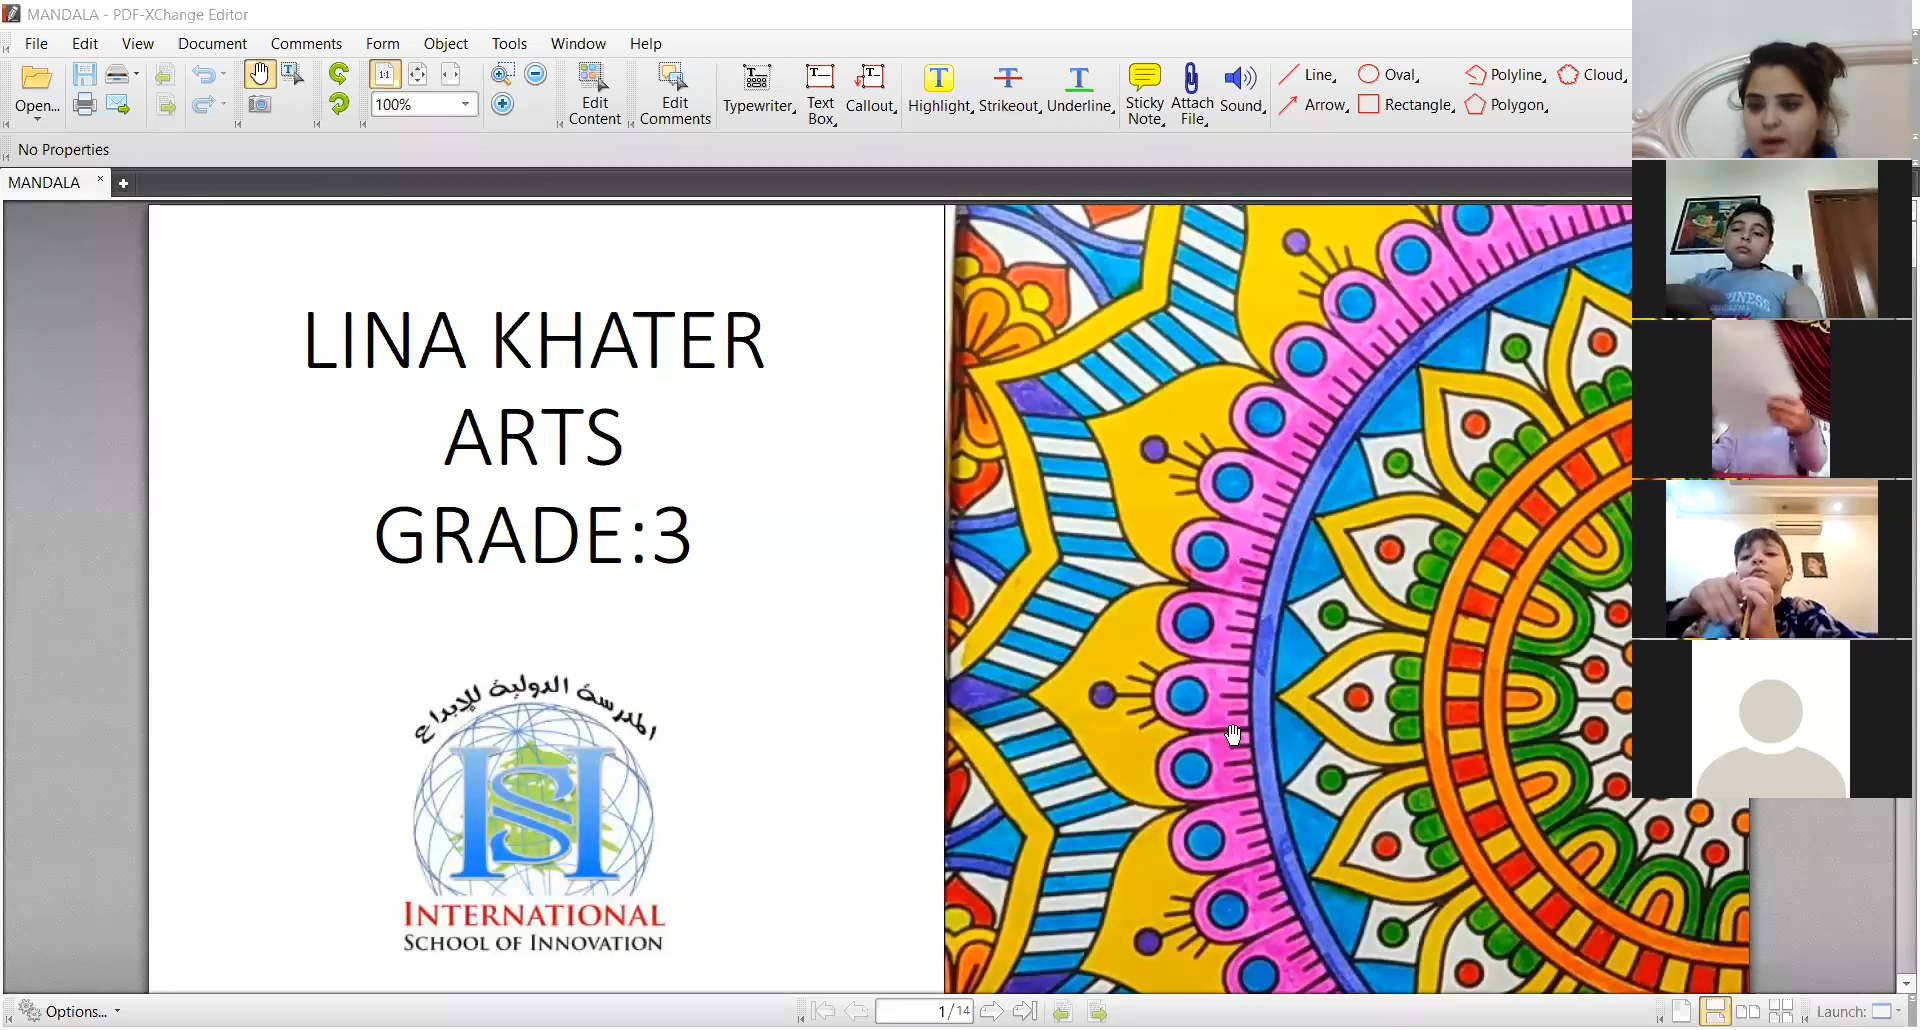 MANDALA - PDF-XChange Editor
File Edit View Document Comments Form Object Tools Window Help
Open...
1:1
100%
Edit Content
Edit Comments
Typewriter
Text Box
Callout
Highlight
Strikeout
Underline
Sticky Note
Attach File
Sound
Line
Arrow
Oval
Rectangle
Polyline
Polygon
Cloud
No Properties
MANDALA
LINA KHATER
ARTS
GRADE:3
المدرسة الدولية للإبداع
ISI
INTERNATIONAL
SCHOOL OF INNOVATION
Options...
1 / 14
Launch: